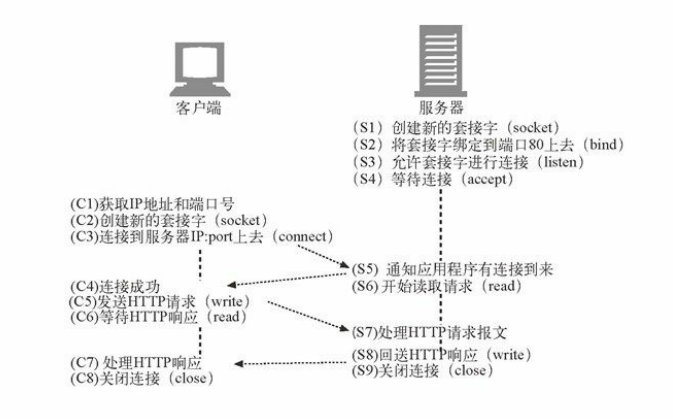 客户端
服务器
(S1) 创建新的套接字（socket)
(S2) 将套接字绑定到端口80上去（bind)
(S3) 允许套接字进行连接（listen)
(S4) 等待连接（accept)
(C1)获取IP地址和端口号
(C2)创建新的套接字（socket)
(C3)连接到服务器IP:port上去（connect)
(S5) 通知应用程序有连接到来
(S6) 开始读取请求（read)
(C4)连接成功
(C5)发送HTTP请求（write)
(C6)等待HTTP响应（read)
(S7)处理HTTP请求报文
(S8)回送HTTP响应（write)
(S9)关闭连接（close)
(C7) 处理HTTP响应
(C8)关闭连接（close)